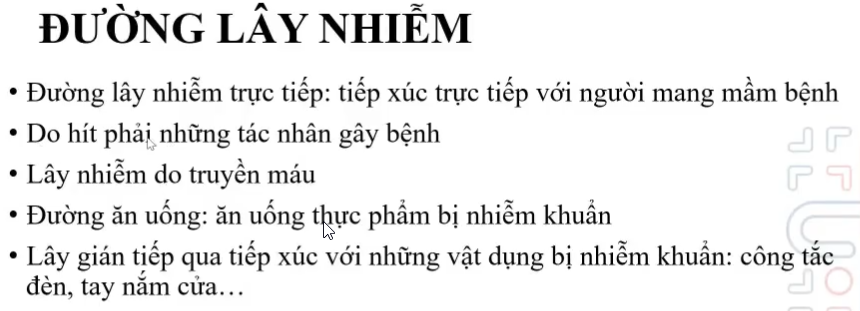 ĐƯỜNG LÂY NHIỄM
• Đường lây nhiễm trực tiếp: tiếp xúc trực tiếp với người mang mầm bệnh
• Do hít phải những tác nhân gây bệnh
• Lây nhiễm do truyền máu
• Đường ăn uống: ăn uống thực phẩm bị nhiễm khuẩn
• Lây gián tiếp qua tiếp xúc với những vật dụng bị nhiễm khuẩn: công tắc
đèn, tay nắm cửa…